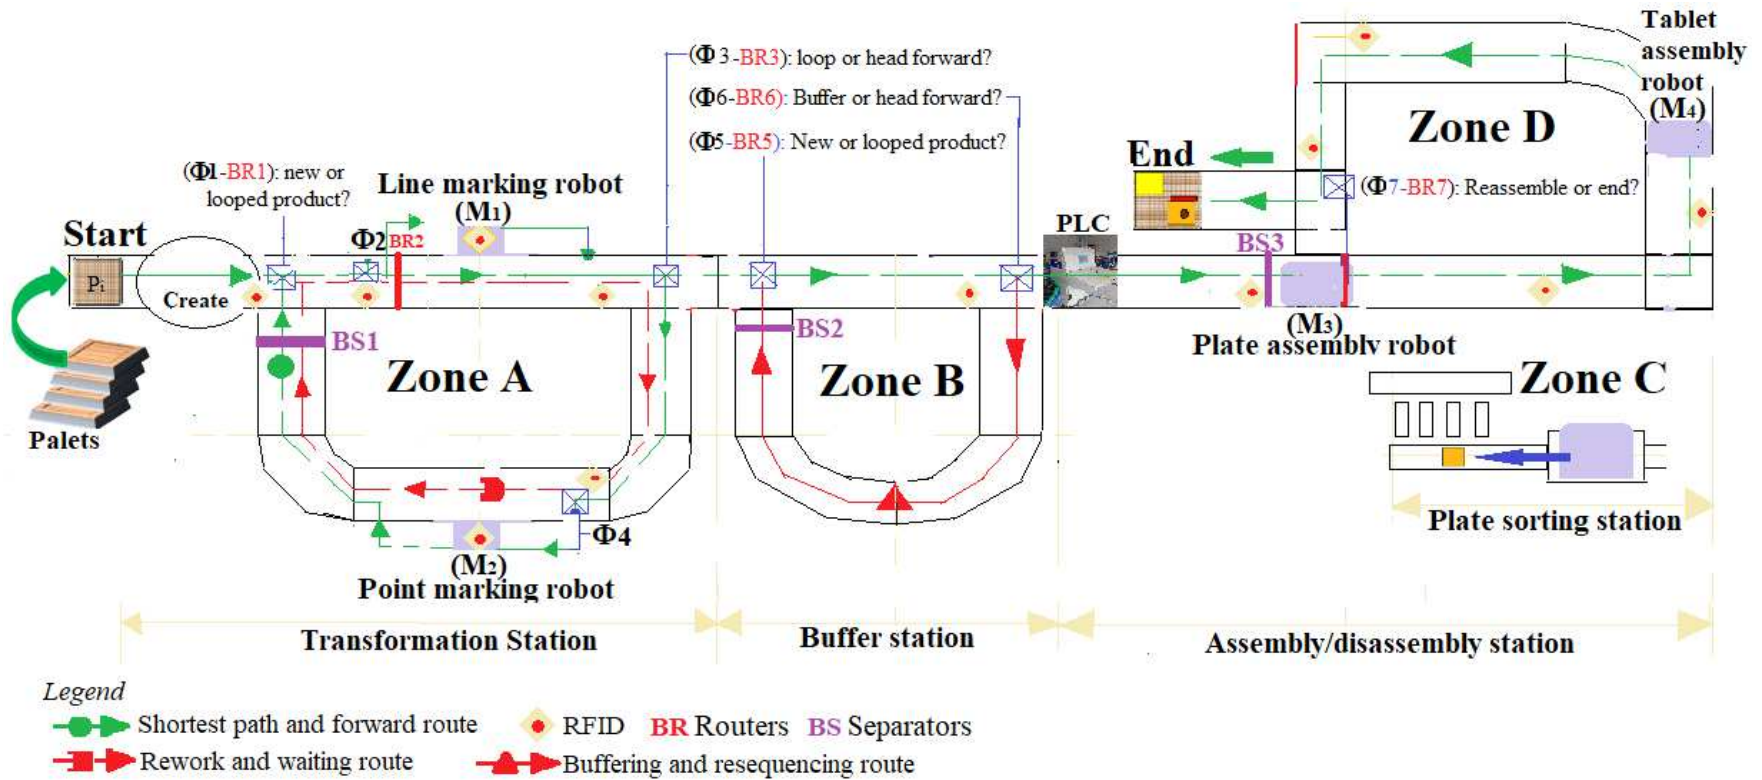 Tablet
assembly
robot
(M4)
(Φ3-BR3): loop or head forward?
(Φ6-BR6): Buffer or head forward?
(Φ5-BR5): New or looped product?
Zone D
End
(Φ7-BR7): Reassemble or end?
(Φ1-BR1): new or
looped product?
Line marking robot
(M1)
Start
Φ2 BR2
PLC
BS3
Pi
Create
(M3)
Plate assembly robot
BS1
BS2
Zone A
Zone B
Zone C
Palets
Plate sorting station
Φ4
(M2)
Point marking robot
Transformation Station
Buffer station
Assembly/disassembly station
Legend
Shortest path and forward route
RFID
BR Routers
BS Separators
Rework and waiting route
Buffering and resequencing route